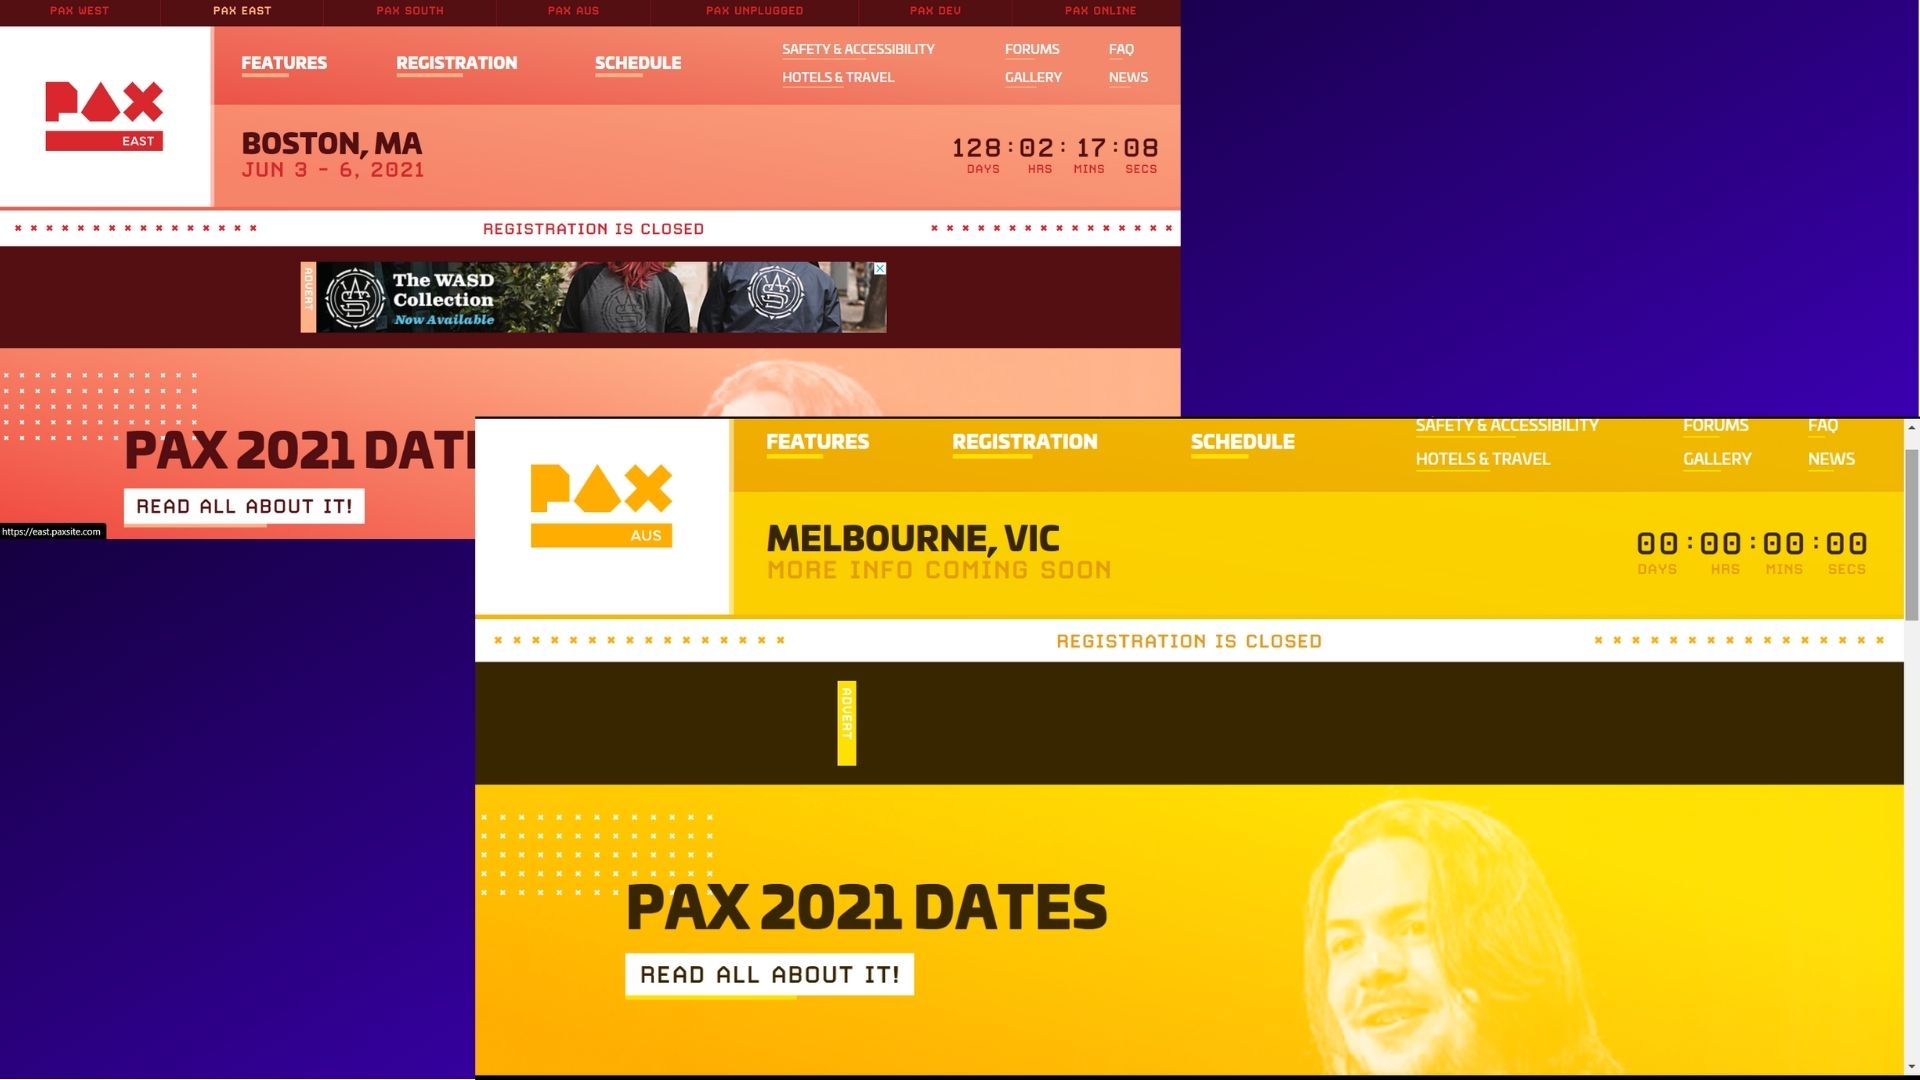 PAX WEST
PAX EAST
PAX SOUTH
PAX AUS
PAX UNPLUGGED
PAX DEV
PAX ONLINE
PAX
EAST
FEATURES
REGISTRATION
SCHEDULE
SAFETY & ACCESSIBILITY
HOTELS & TRAVEL
FORUMS
GALLERY
FAQ
NEWS
BOSTON, MA
JUN 3 - 6, 2021
128:02:17:08
DAYS HRS MINS SECS
REGISTRATION IS CLOSED
ADVERT
WASD
The WASD
Collection
Now Available
PAX 2021 DATE
READ ALL ABOUT IT!
https://east.paxsite.com
PAX
AUS
FEATURES
REGISTRATION
SCHEDULE
SAFETY & ACCESSIBILITY
HOTELS & TRAVEL
FORUMS
GALLERY
FAQ
NEWS
MELBOURNE, VIC
MORE INFO COMING SOON
00:00:00:00
DAYS HRS MINS SECS
REGISTRATION IS CLOSED
ADVERT
PAX 2021 DATES
READ ALL ABOUT IT!